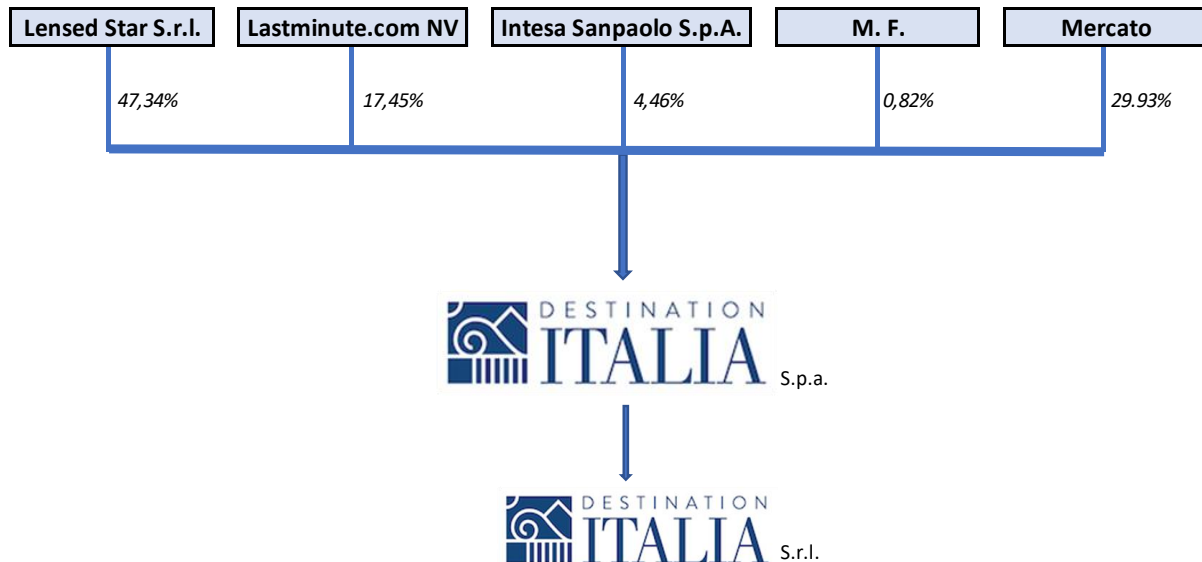 Lensed Star S.r.l. Lastminute.com NV Intesa Sanpaolo S.p.A. M. F. Mercato
47,34% 17,45% 4,46% 0,82% 29.93%
DESTINATION
ITALIA S.p.a.
DESTINATION
ITALIA S.r.l.